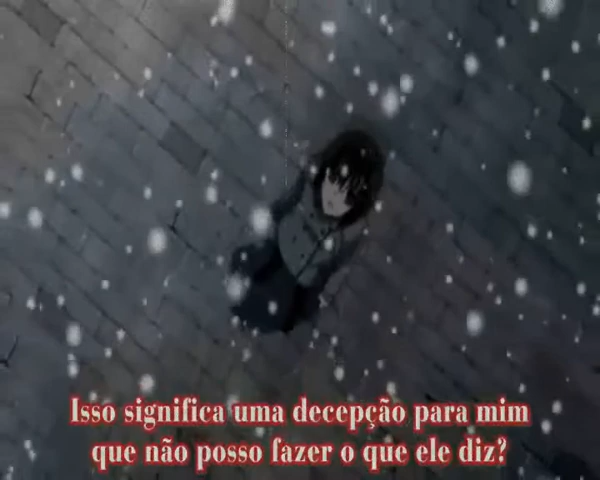 Isso significa uma decepção para mim
que não posso fazer o que ele diz?